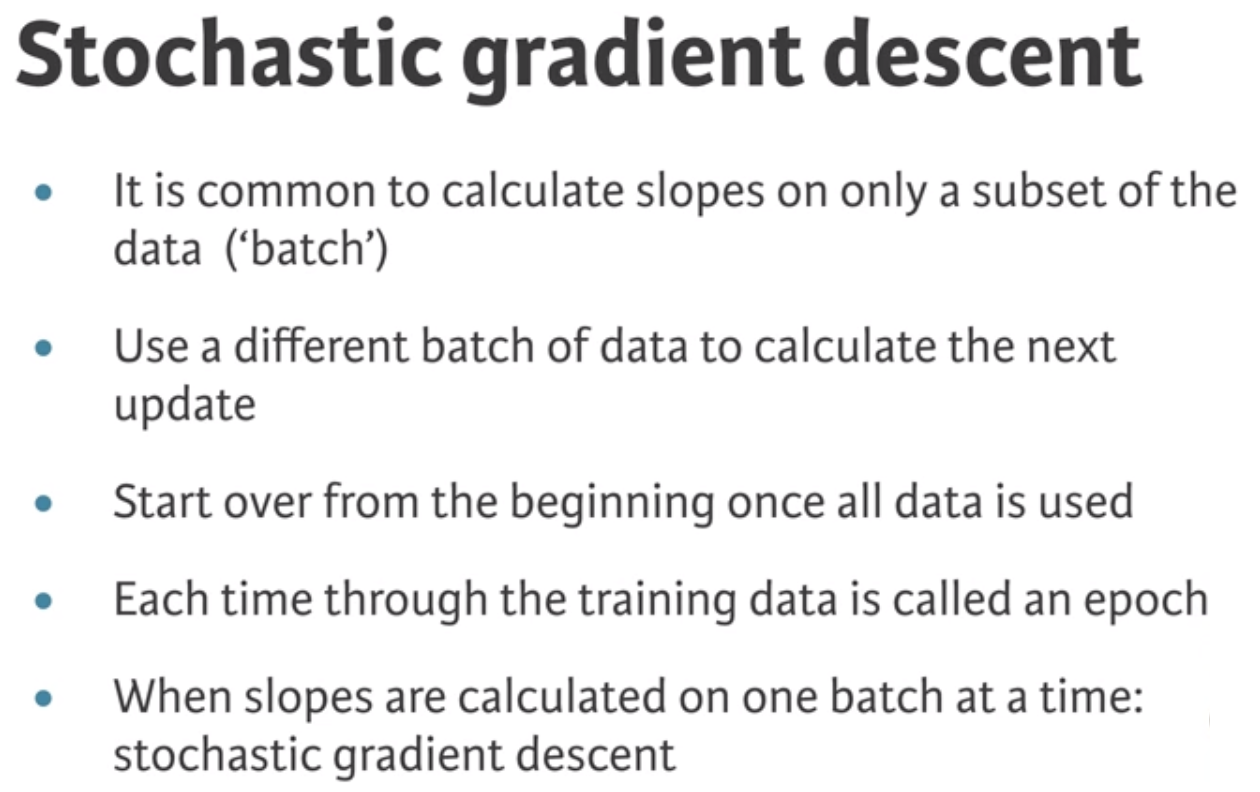 Stochastic gradient descent
• It is common to calculate slopes on only a subset of the
data (‘batch’)
• Use a different batch of data to calculate the next
update
• Start over from the beginning once all data is used
• Each time through the training data is called an epoch
• When slopes are calculated on one batch at a time:
stochastic gradient descent